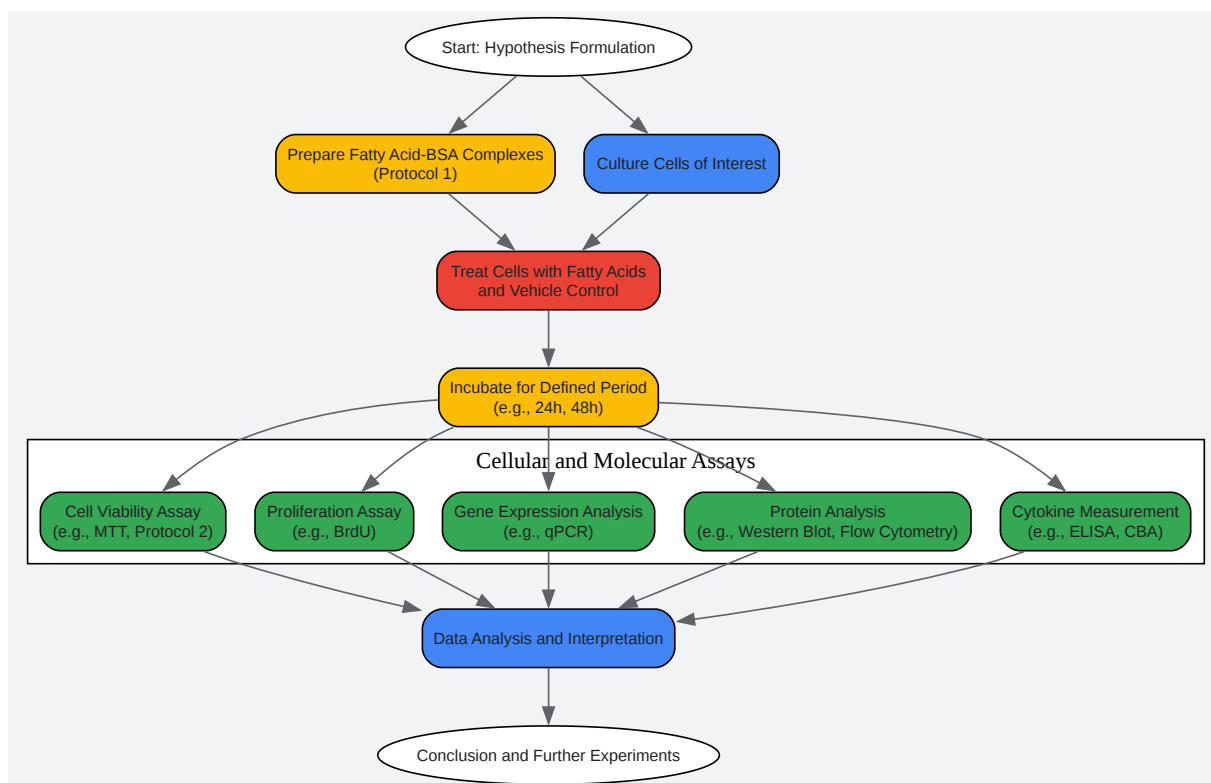 Start: Hypothesis Formulation
Prepare Fatty Acid-BSA Complexes
(Protocol 1)
Culture Cells of Interest
Treat Cells with Fatty Acids
and Vehicle Control
Incubate for Defined Period
(e.g., 24h, 48h)
Cellular and Molecular Assays
Cell Viability Assay
(e.g., MTT, Protocol 2)
Proliferation Assay
(e.g., BrdU)
Gene Expression Analysis
(e.g., qPCR)
Protein Analysis
(e.g., Western Blot, Flow Cytometry)
Cytokine Measurement
(e.g., ELISA, CBA)
Data Analysis and Interpretation
Conclusion and Further Experiments